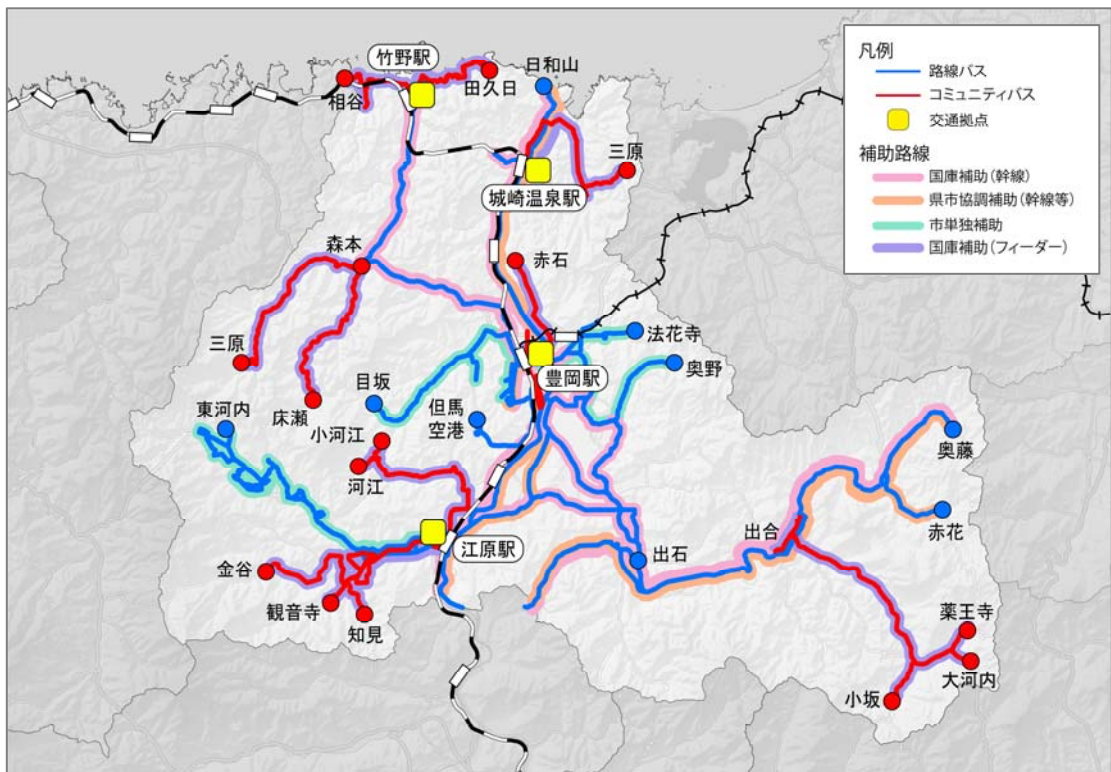 竹野駅
日和山
相谷
田久日
三原
城崎温泉駅
森本
赤石
法花寺
三原
豊岡駅
奥野
目坂
但馬
空港
東河内
床瀬
小河江
河江
奥藤
赤花
出合
出石
江原駅
金谷
観音寺
知見
薬王寺
大河内
小坂
凡例
路線バス
コミュニティバス
交通拠点
補助路線
国庫補助(幹線)
県市協調補助(幹線等)
市単独補助
国庫補助(フィーダー)